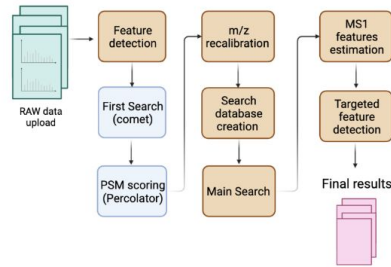 RAW data
upload
Feature
detection
First Search
(comet)
PSM scoring
(Percolator)
m/z
recalibration
Search
database
creation
Main Search
MS1
features
estimation
Targeted
feature
detection
Final results